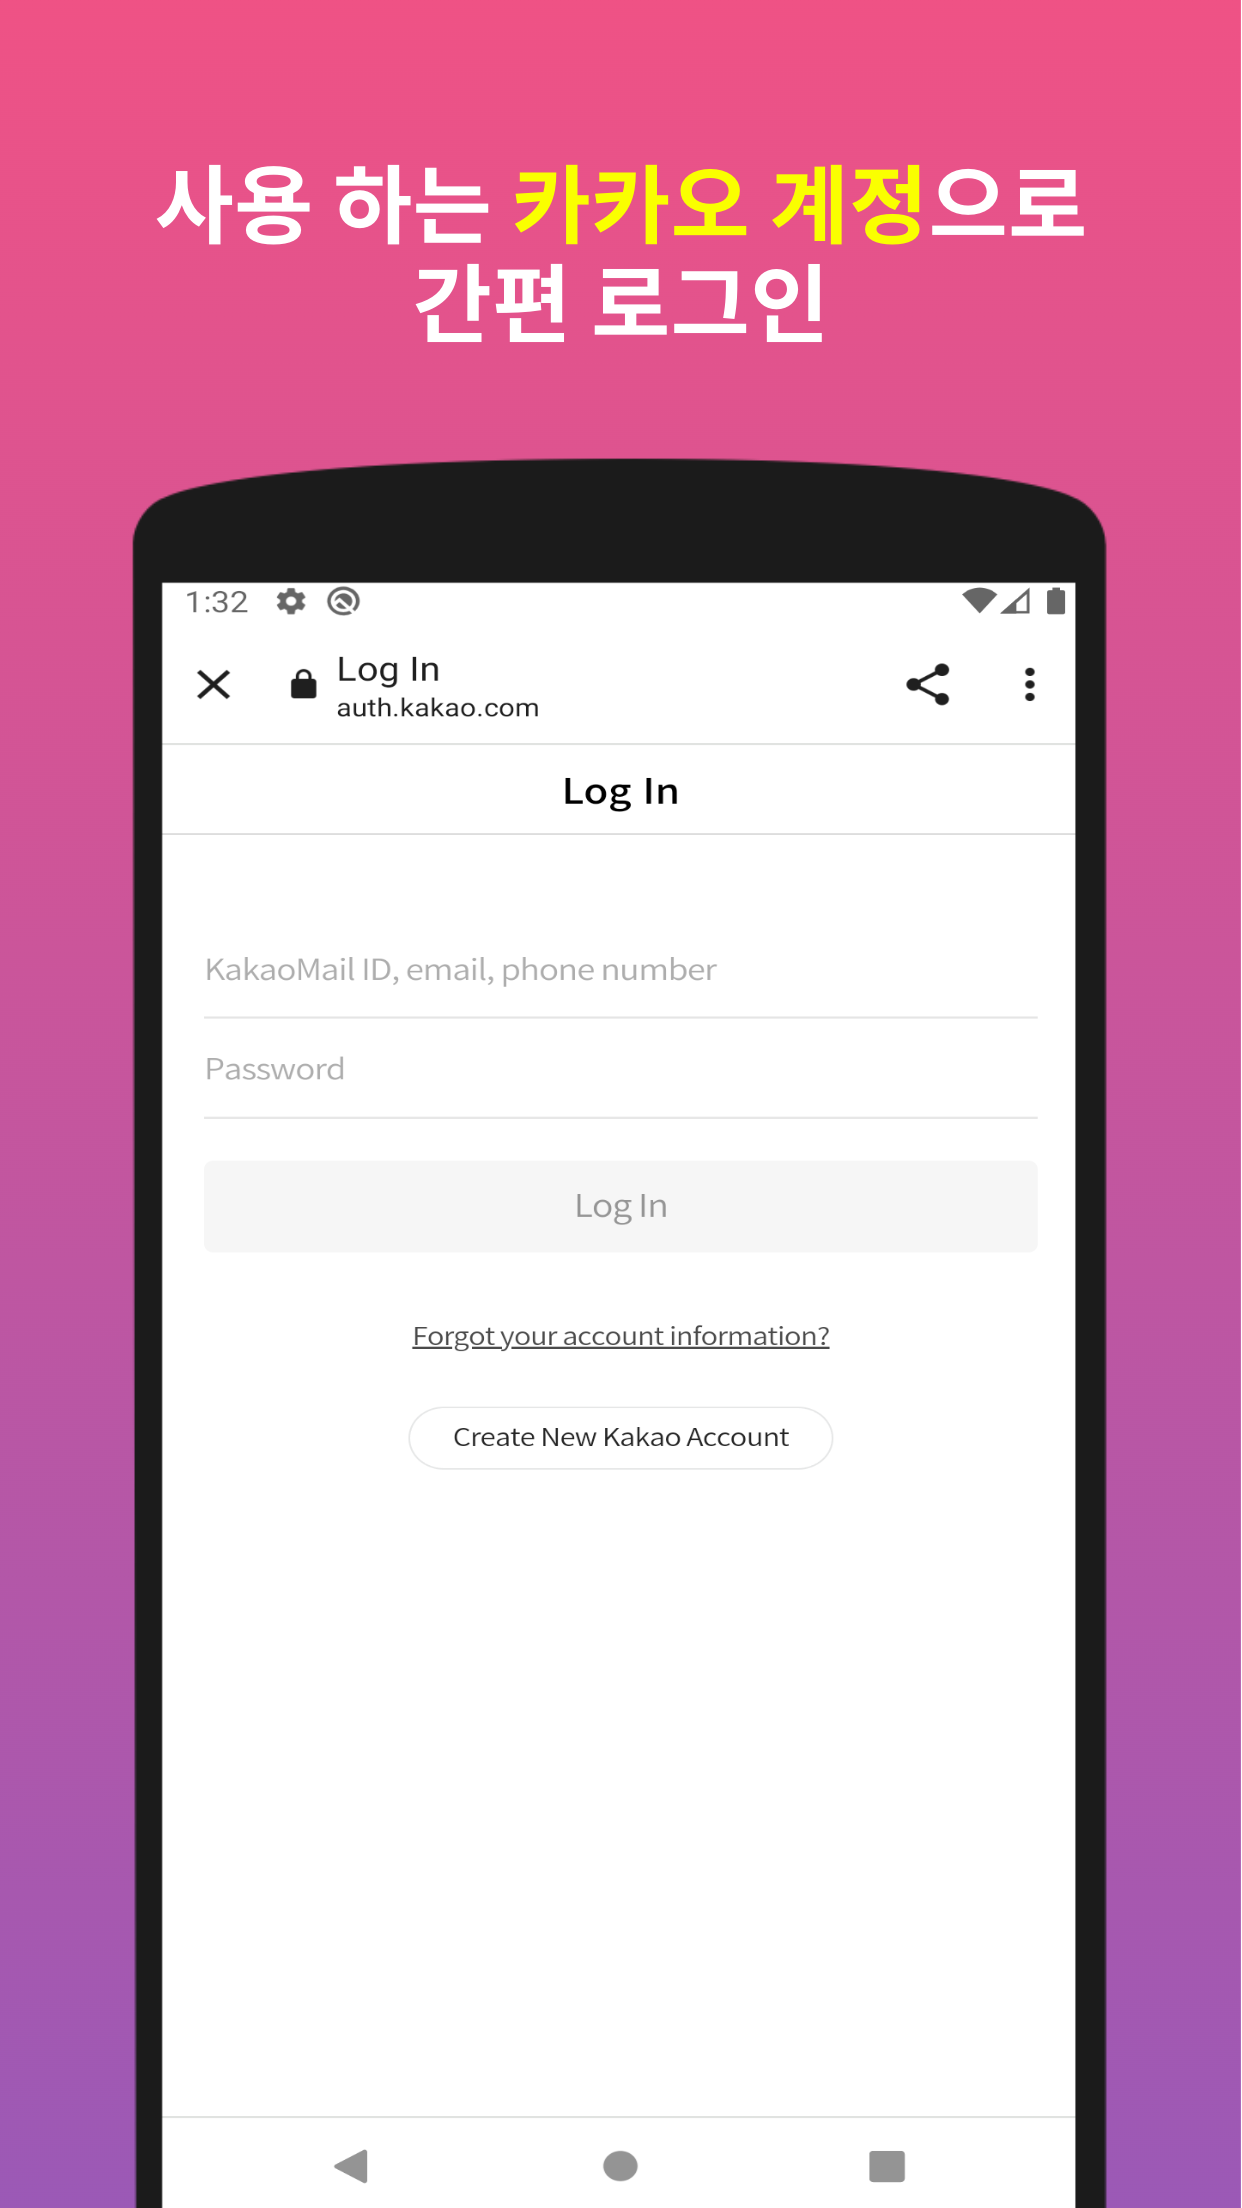 사용 하는 카카오 계정으로
간편 로그인
1:32
Log In
auth.kakao.com
Log In
KakaoMail ID, email, phone number
Password
Log In
Forgot your account information?
Create New Kakao Account